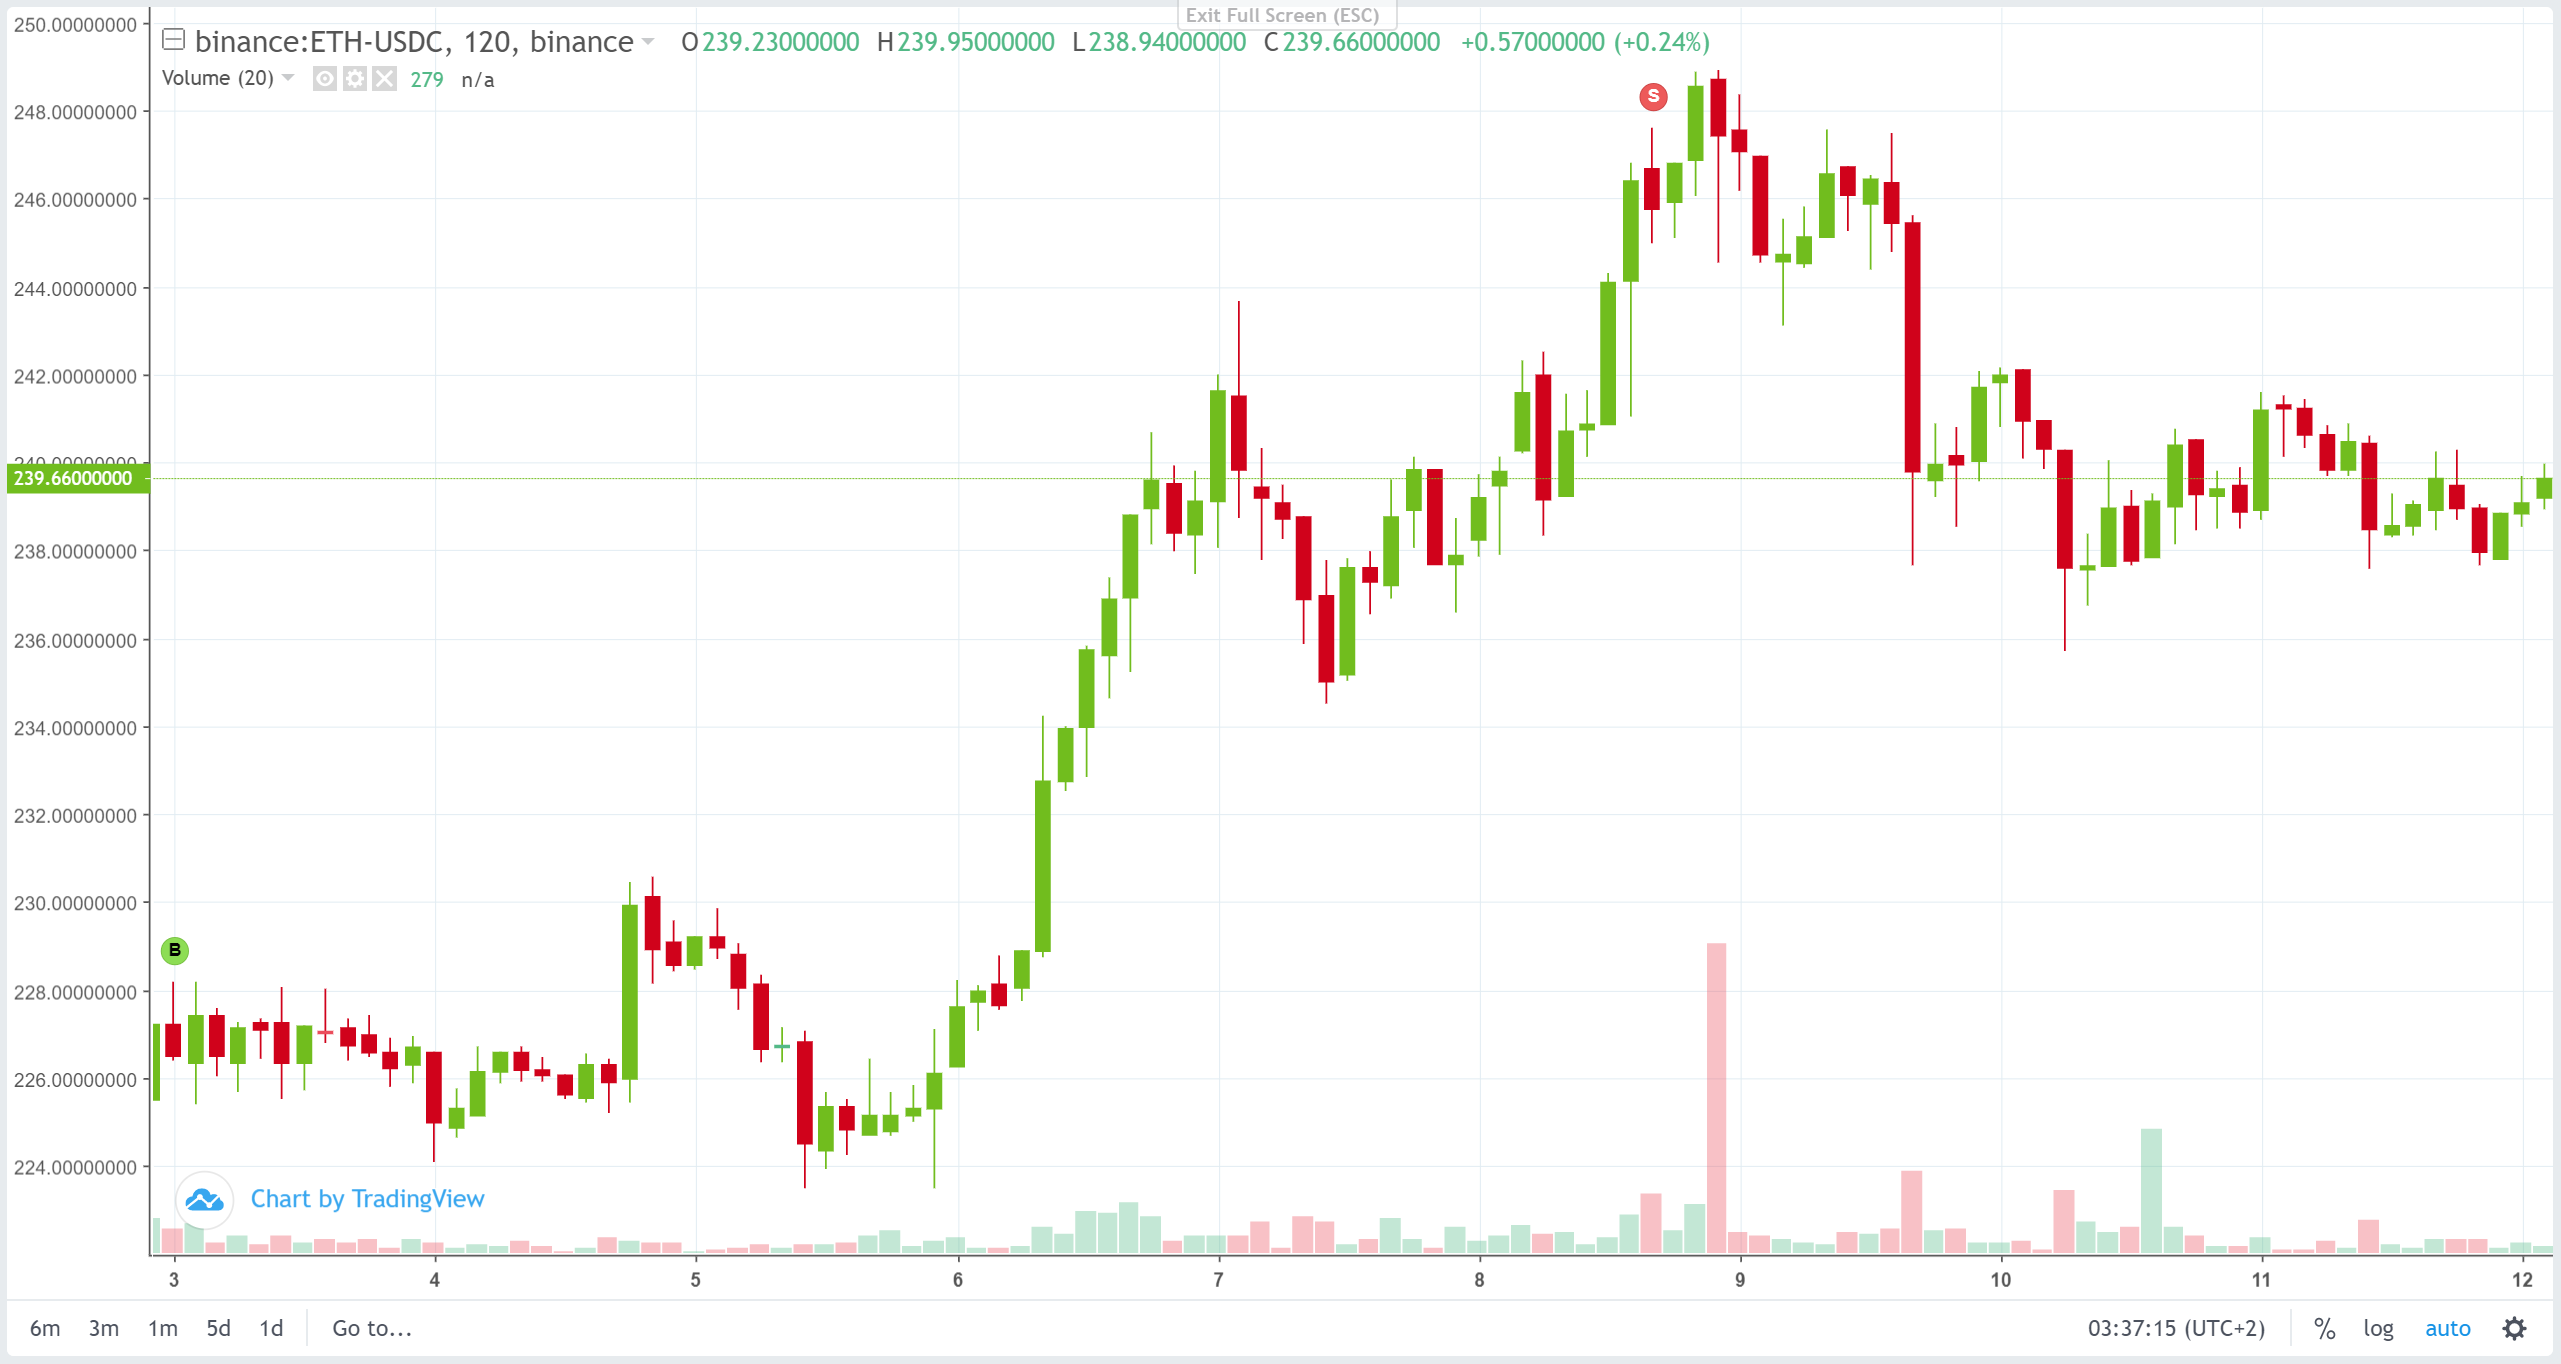 Exit Full Screen (ESC)
binance:ETH-USDC, 120, binance O239.23000000 H239.95000000 L238.94000000 C239.66000000 +0.57000000 (+0.24%)
Volume (20) 279 n/a
250.00000000
248.00000000
S
246.00000000
244.00000000
242.00000000
240.00000000
239.66000000
238.00000000
236.00000000
234.00000000
232.00000000
230.00000000
B
228.00000000
226.00000000
224.00000000
Chart by TradingView
3 4 5 6 7 8 9 10 11 12
6m 3m 1m 5d 1d Go to... 03:37:15 (UTC+2) % log auto